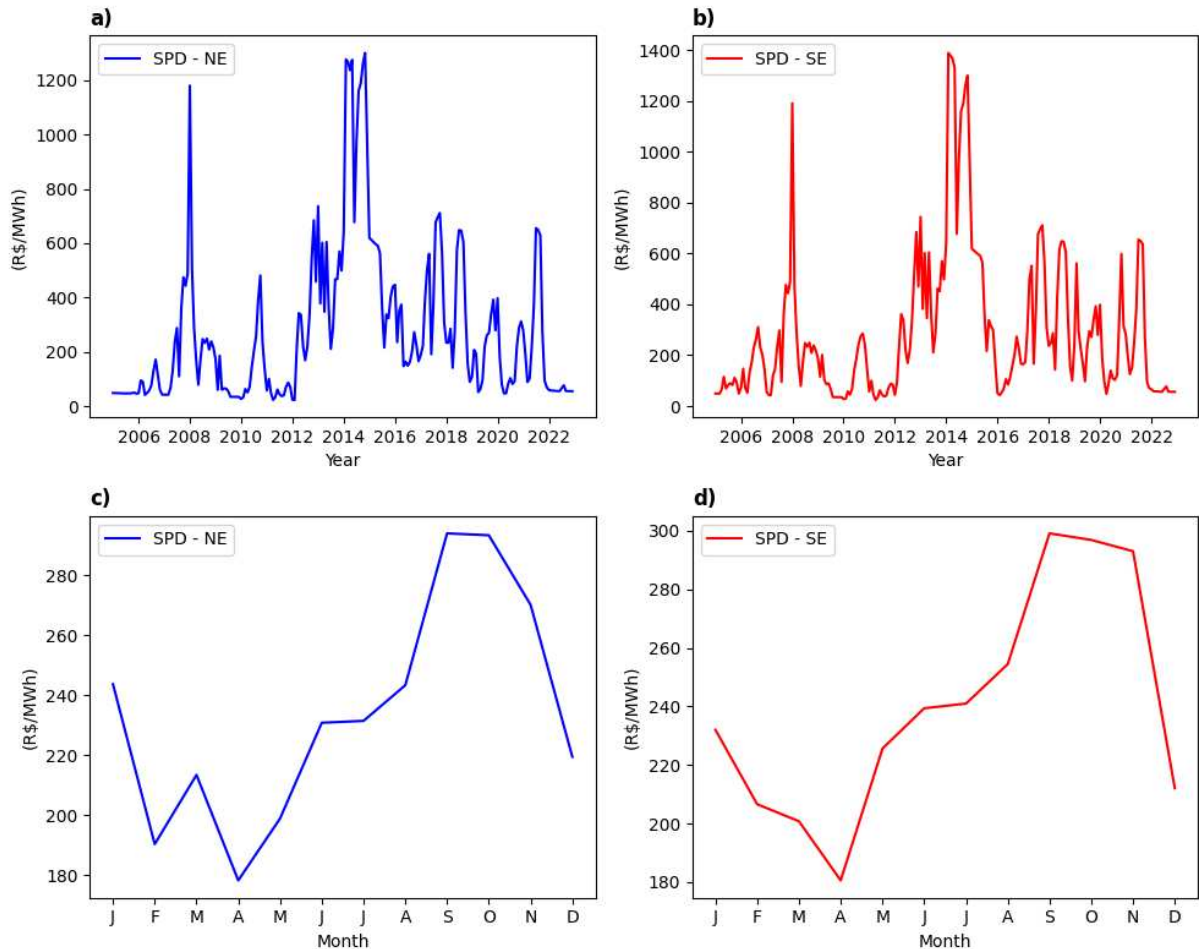 a)
SPD - NE
1200
1000
800
600
400
200
0
(R$/MWh)
2006 2008 2010 2012 2014 2016 2018 2020 2022
Year
b)
SPD - SE
1400
1200
1000
800
600
400
200
0
(R$/MWh)
2006 2008 2010 2012 2014 2016 2018 2020 2022
Year
c)
SPD - NE
280
260
240
220
200
180
(R$/MWh)
J F M A M J J A S O N D
Month
d)
SPD - SE
300
280
260
240
220
200
180
(R$/MWh)
J F M A M J J A S O N D
Month